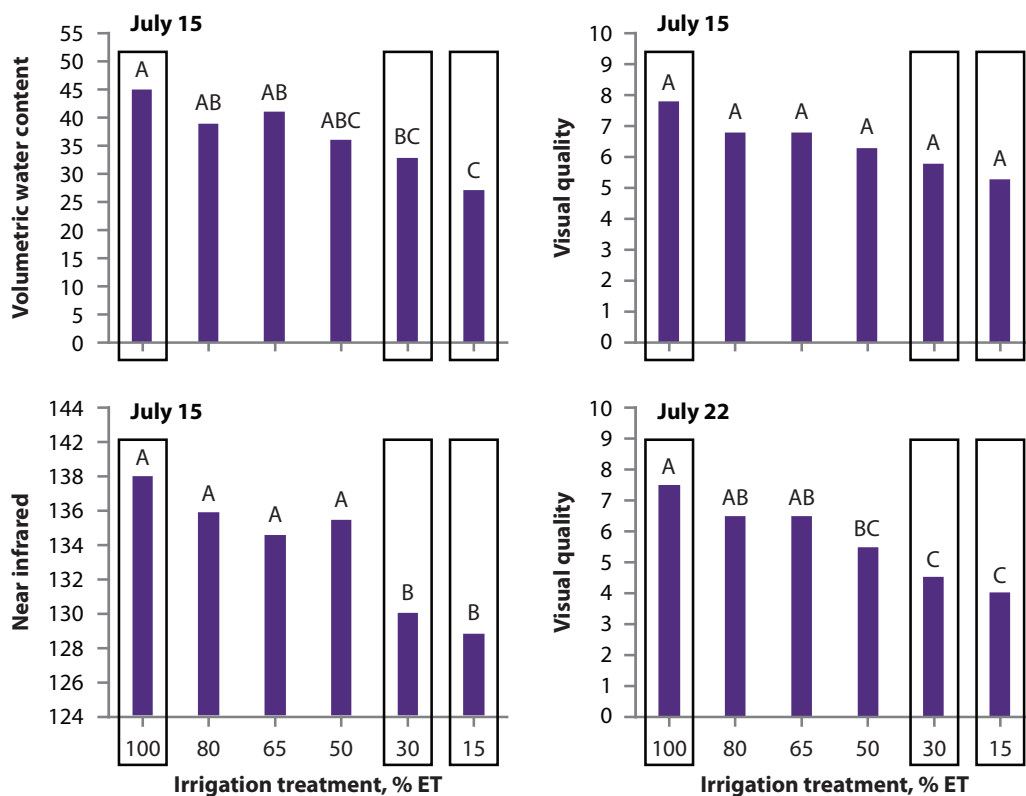 July 15
Volumetric water content
55
50
45
40
35
30
25
20
15
10
5
0
A
AB
AB
ABC
BC
C
July 15
Visual quality
10
9
8
7
6
5
4
3
2
1
0
A
A
A
A
A
A
July 15
Near infrared
144
142
138
136
134
132
130
128
126
124
A
A
A
A
B
B
100 80 65 50 30 15
Irrigation treatment, % ET
July 22
Visual quality
10
9
8
7
6
5
4
3
2
1
0
A
AB
AB
BC
C
C
100 80 65 50 30 15
Irrigation treatment, % ET